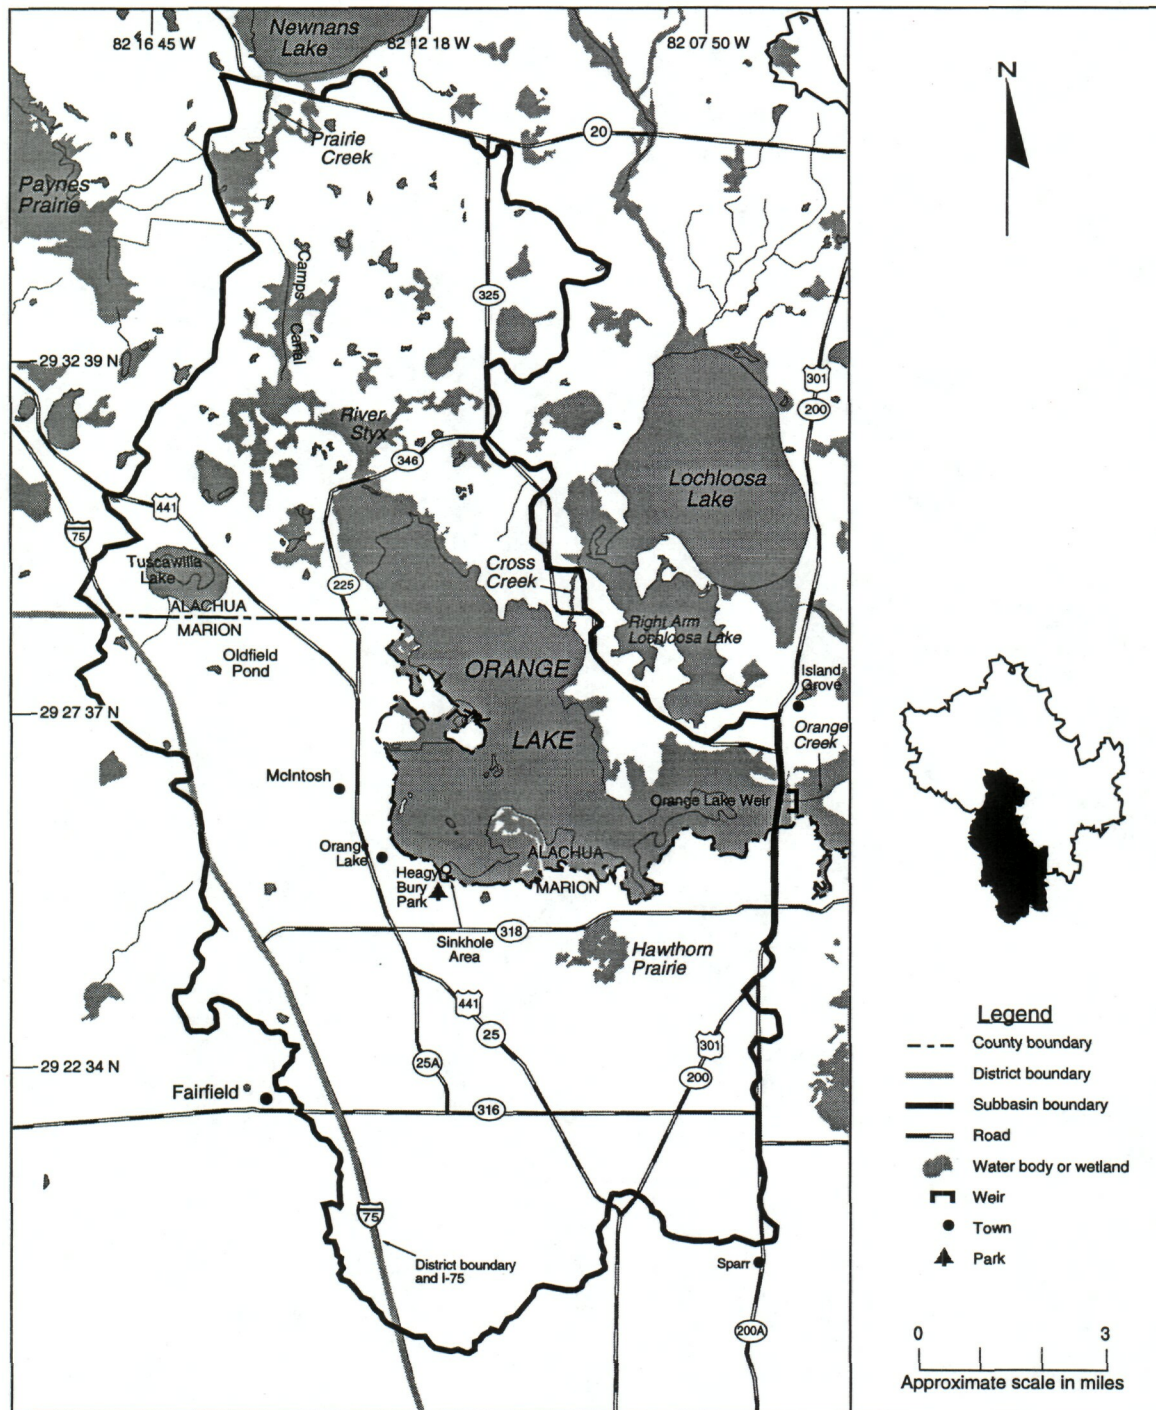 Newnans
Lake
82 16 45 W
82 12 18 W
82 07 50 W
N
20
Prairie
Creek
Paynes
Prairie
Camps
Canal
325
29 32 39 N
301
200
River
Styx
346
Lochloosa
Lake
441
75
Tuscawilla
Lake
225
Cross
Creek
ALACHUA
MARION
Right Arm
Lochloosa Lake
Oldfield
Pond
ORANGE
LAKE
Island
Grove
29 27 37 N
Orange
Creek
McIntosh
Orange Lake Weir
Orange
Lake
ALACHUA
MARION
Heagy
Bury
Park
318
Sinkhole
Area
Hawthorn
Prairie
441
25
301
25A
200
29 22 34 N
Fairfield
316
75
District boundary
and I-75
Sparr
200A
Legend
County boundary
District boundary
Subbasin boundary
Road
Water body or wetland
Weir
Town
Park
0 3
Approximate scale in miles